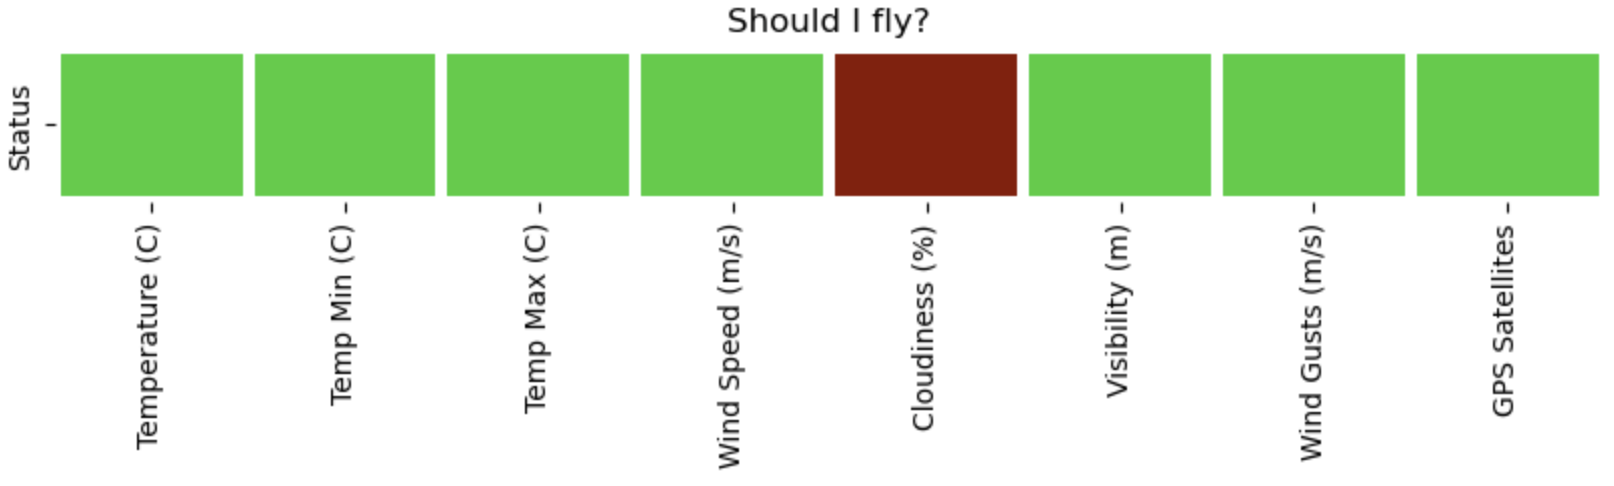 Should I fly?
Status
Temperature (C)
Temp Min (C)
Temp Max (C)
Wind Speed (m/s)
Cloudiness (%)
Visibility (m)
Wind Gusts (m/s)
GPS Satellites